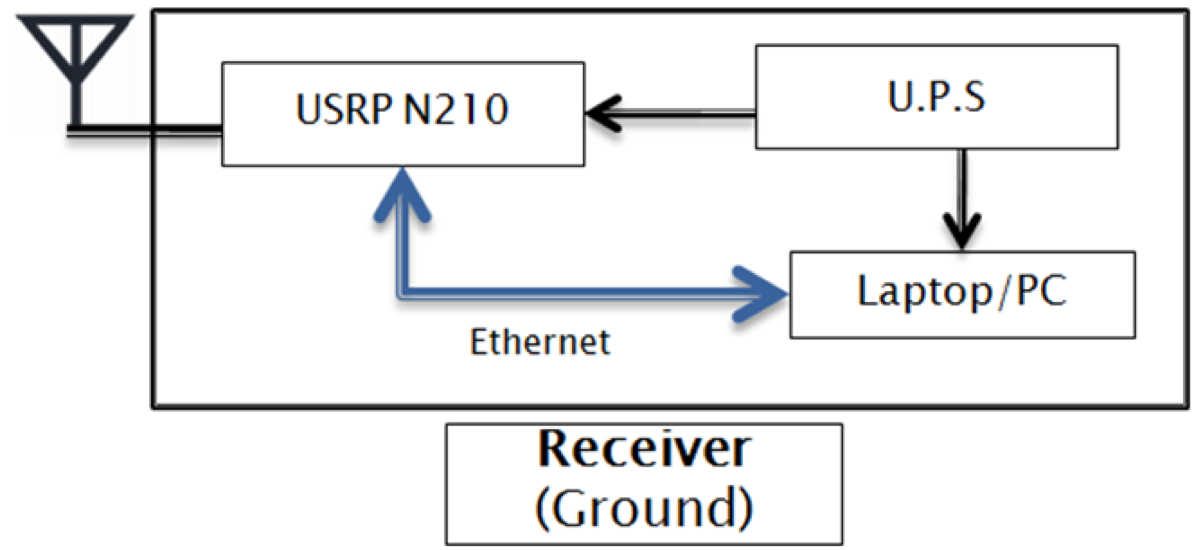 USRP N210
U.P.S
Laptop/PC
Ethernet
Receiver
(Ground)